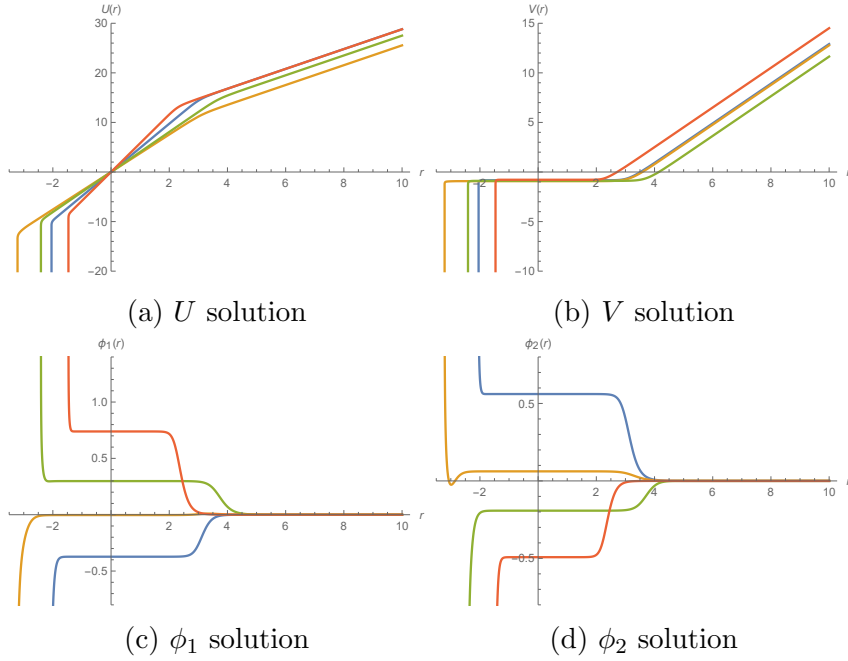 U(r)
30
20
10
-2 2 4 6 8 10 r
-10
-20
V(r)
15
10
5
-2 2 4 6 8 10
-5
-10
(a) U solution
(b) V solution
ϕ₁(r)
1.0
0.5
-2 2 4 6 8 10 r
-0.5
ϕ₂(r)
0.5
-2 2 4 6 8 10
-0.5
(c) ϕ₁ solution
(d) ϕ₂ solution